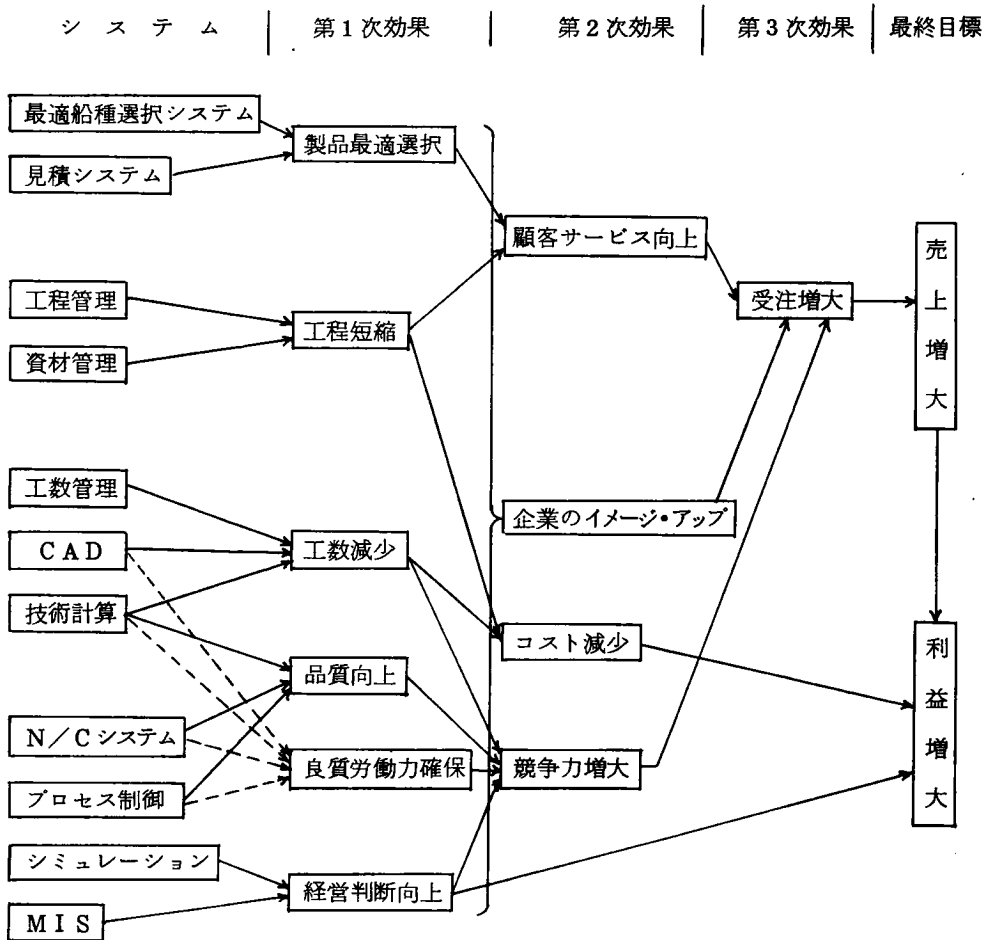 システム 第1次効果 第2次効果 第3次効果 最終目標
最適船種選択システム
見積システム
工程管理
資材管理
工数管理
CAD
技術計算
N/Cシステム
プロセス制御
シミュレーション
MIS
製品最適選択
工程短縮
工数減少
品質向上
良質労働力確保
経営判断向上
顧客サービス向上
企業のイメージ・アップ
コスト減少
競争力増大
受注増大
売上増大
利益増大